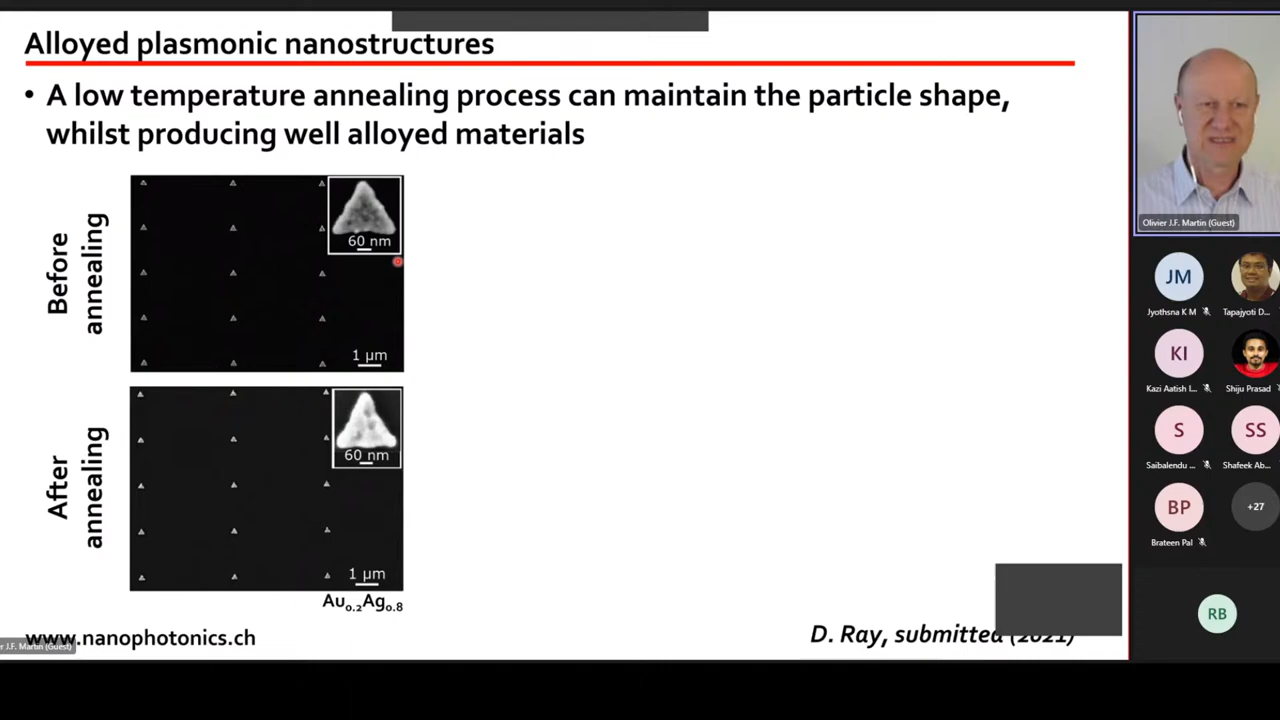 Alloyed plasmonic nanostructures
• A low temperature annealing process can maintain the particle shape,
whilst producing well alloyed materials
Before
annealing
60 nm
1 µm
After
annealing
60 nm
1 µm
Au₀.₂Ag₀.₈
www.nanophotonics.ch
D. Ray, submitted (2021)
er J.F. Martin (Guest)
Olivier J.F. Martin (Guest)
JM
Jyothsna K M
Tapajyoti D...
KI
Kazi Aatish I...
Shiju Prasad
S
Saibalendu ...
SS
Shafeek Ab...
BP
Brateen Pal
+27
RB